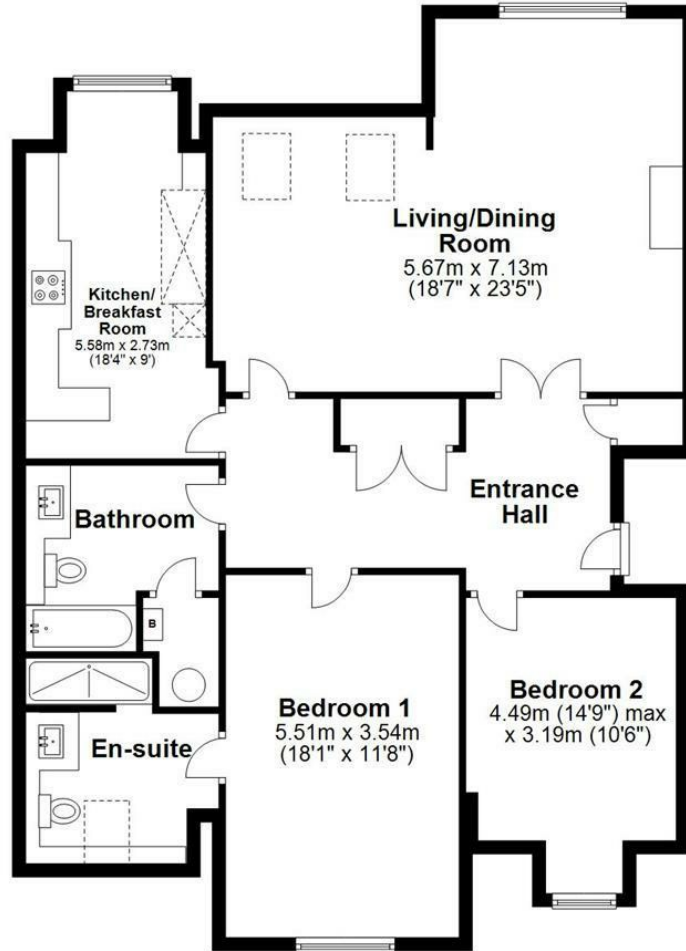 Living/Dining
Room
5.67m x 7.13m
(18'7" x 23'5")
Kitchen/
Breakfast
Room
5.58m x 2.73m
(18'4" x 9')
Entrance
Hall
Bathroom
B
Bedroom 1
5.51m x 3.54m
(18'1" x 11'8")
Bedroom 2
4.49m (14'9") max
x 3.19m (10'6")
En-suite